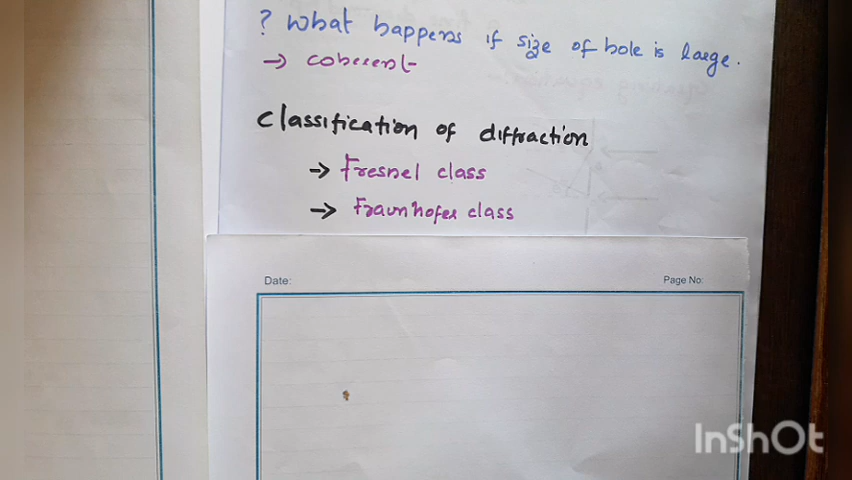 ? What happens if size of hole is large.
→ coherent
Classification of diffraction
→ Fresnel class
→ Fraunhofer class
Date:
Page No:
InShOt